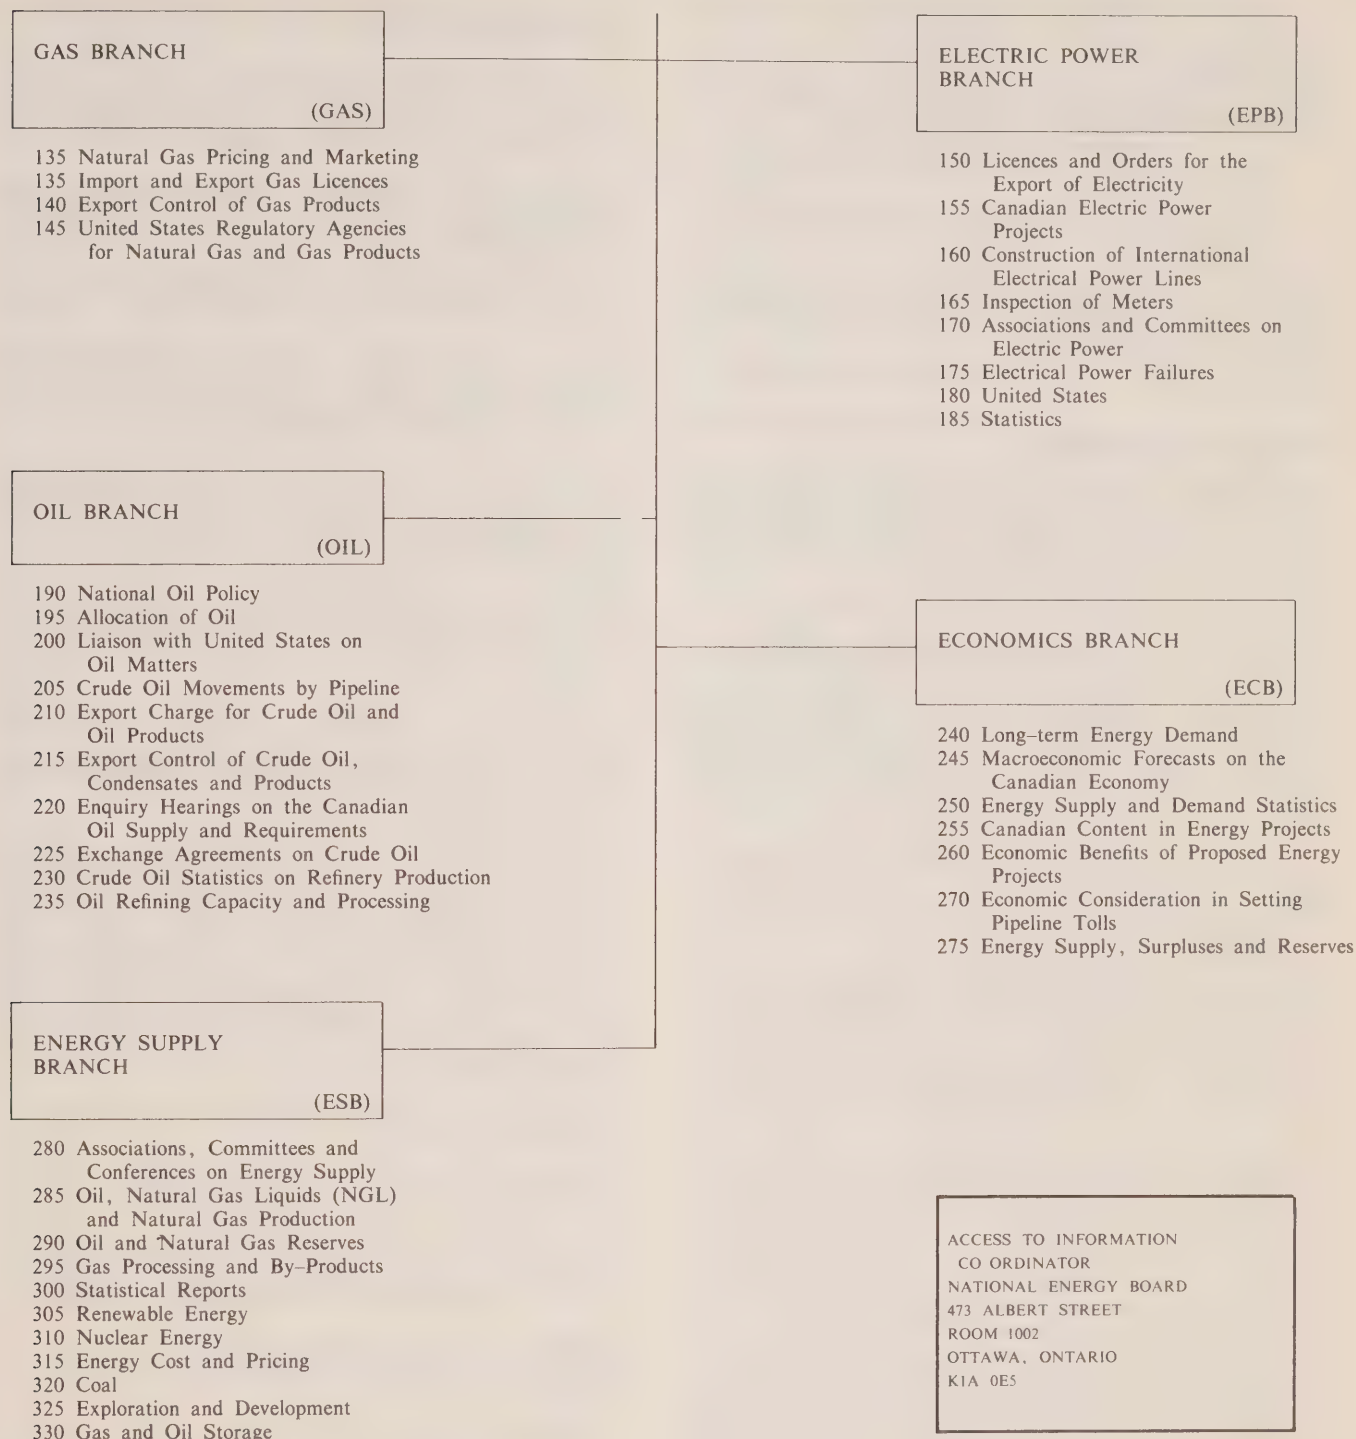 GAS BRANCH
(GAS)
135 Natural Gas Pricing and Marketing
135 Import and Export Gas Licences
140 Export Control of Gas Products
145 United States Regulatory Agencies
for Natural Gas and Gas Products
ELECTRIC POWER
BRANCH
(EPB)
150 Licences and Orders for the
Export of Electricity
155 Canadian Electric Power
Projects
160 Construction of International
Electrical Power Lines
165 Inspection of Meters
170 Associations and Committees on
Electric Power
175 Electrical Power Failures
180 United States
185 Statistics
OIL BRANCH
(OIL)
190 National Oil Policy
195 Allocation of Oil
200 Liaison with United States on
Oil Matters
205 Crude Oil Movements by Pipeline
210 Export Charge for Crude Oil and
Oil Products
215 Export Control of Crude Oil,
Condensates and Products
220 Enquiry Hearings on the Canadian
Oil Supply and Requirements
225 Exchange Agreements on Crude Oil
230 Crude Oil Statistics on Refinery Production
235 Oil Refining Capacity and Processing
ECONOMICS BRANCH
(ECB)
240 Long-term Energy Demand
245 Macroeconomic Forecasts on the
Canadian Economy
250 Energy Supply and Demand Statistics
255 Canadian Content in Energy Projects
260 Economic Benefits of Proposed Energy
Projects
270 Economic Consideration in Setting
Pipeline Tolls
275 Energy Supply, Surpluses and Reserves
ENERGY SUPPLY
BRANCH
(ESB)
280 Associations, Committees and
Conferences on Energy Supply
285 Oil, Natural Gas Liquids (NGL)
and Natural Gas Production
290 Oil and Natural Gas Reserves
295 Gas Processing and By-Products
300 Statistical Reports
305 Renewable Energy
310 Nuclear Energy
315 Energy Cost and Pricing
320 Coal
325 Exploration and Development
330 Gas and Oil Storage
ACCESS TO INFORMATION
CO ORDINATOR
NATIONAL ENERGY BOARD
473 ALBERT STREET
ROOM 1002
OTTAWA, ONTARIO
K1A 0E5